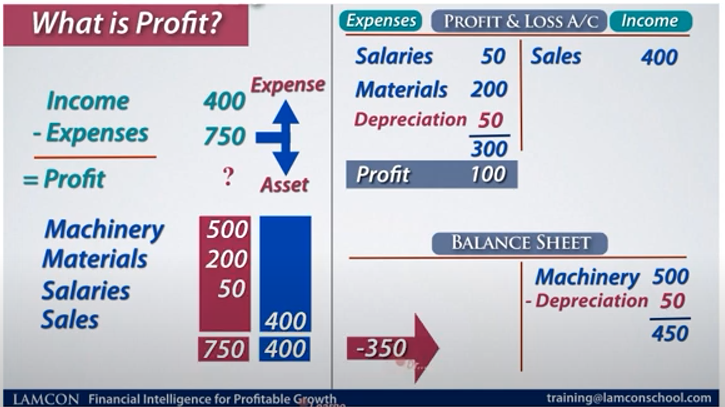 What is Profit?
Income 400
- Expenses 750
= Profit ?
Expense
Asset
Machinery 500
Materials 200
Salaries 50
Sales 400
750 400
Expenses PROFIT & LOSS A/C Income
Salaries 50 Sales 400
Materials 200
Depreciation 50
300
Profit 100
BALANCE SHEET
Machinery 500
- Depreciation 50
450
-350
LAMCON Financial Intelligence for Profitable Growth
training@lamconschool.com